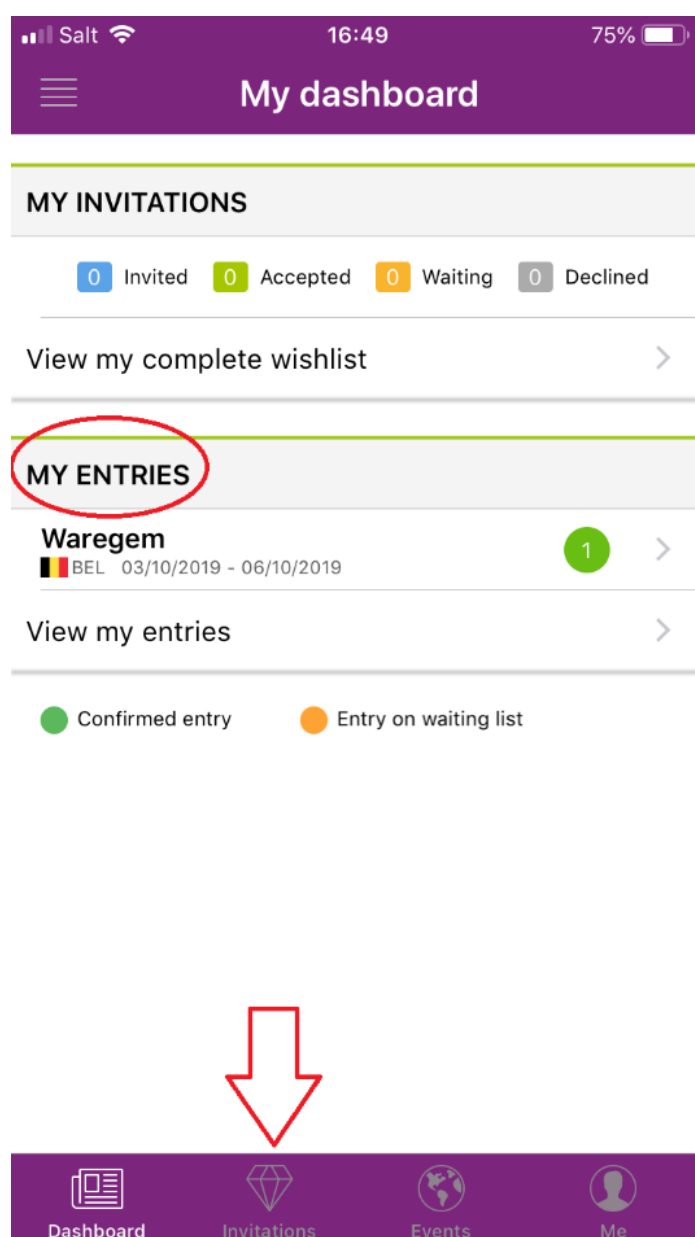 Salt 16:49 75%
My dashboard
MY INVITATIONS
0 Invited 0 Accepted 0 Waiting 0 Declined
View my complete wishlist
MY ENTRIES
Waregem
BEL 03/10/2019 - 06/10/2019
1
View my entries
Confirmed entry Entry on waiting list
Dashboard Invitations Events Me